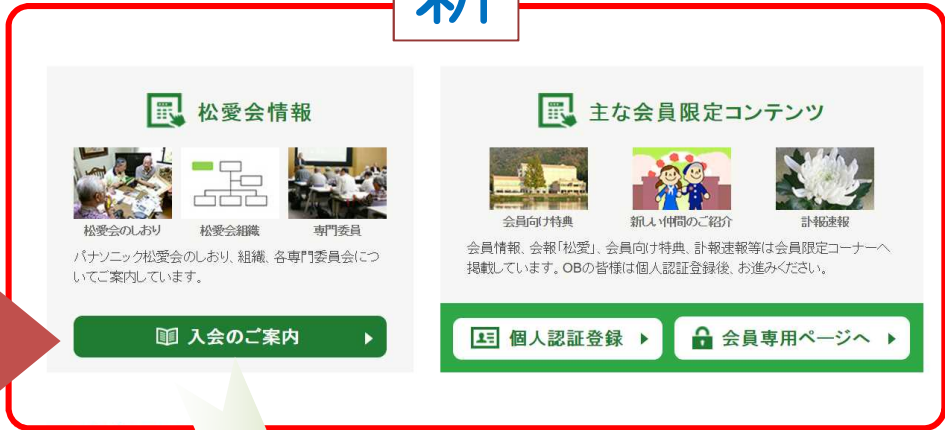 新
松愛会情報
松愛会のしおり 松愛会組織 専門委員
パナソニック松愛会のしおり、組織、各専門委員会につ
いてご案内しています。
入会のご案内
主な会員限定コンテンツ
会員向け特典 新しい仲間のご紹介 訃報速報
会員情報、会報「松愛」、会員向け特典、訃報速報等は会員限定コーナーへ
掲載しています。OBの皆様は個人認証登録後、お進みください。
個人認証登録 会員専用ページへ